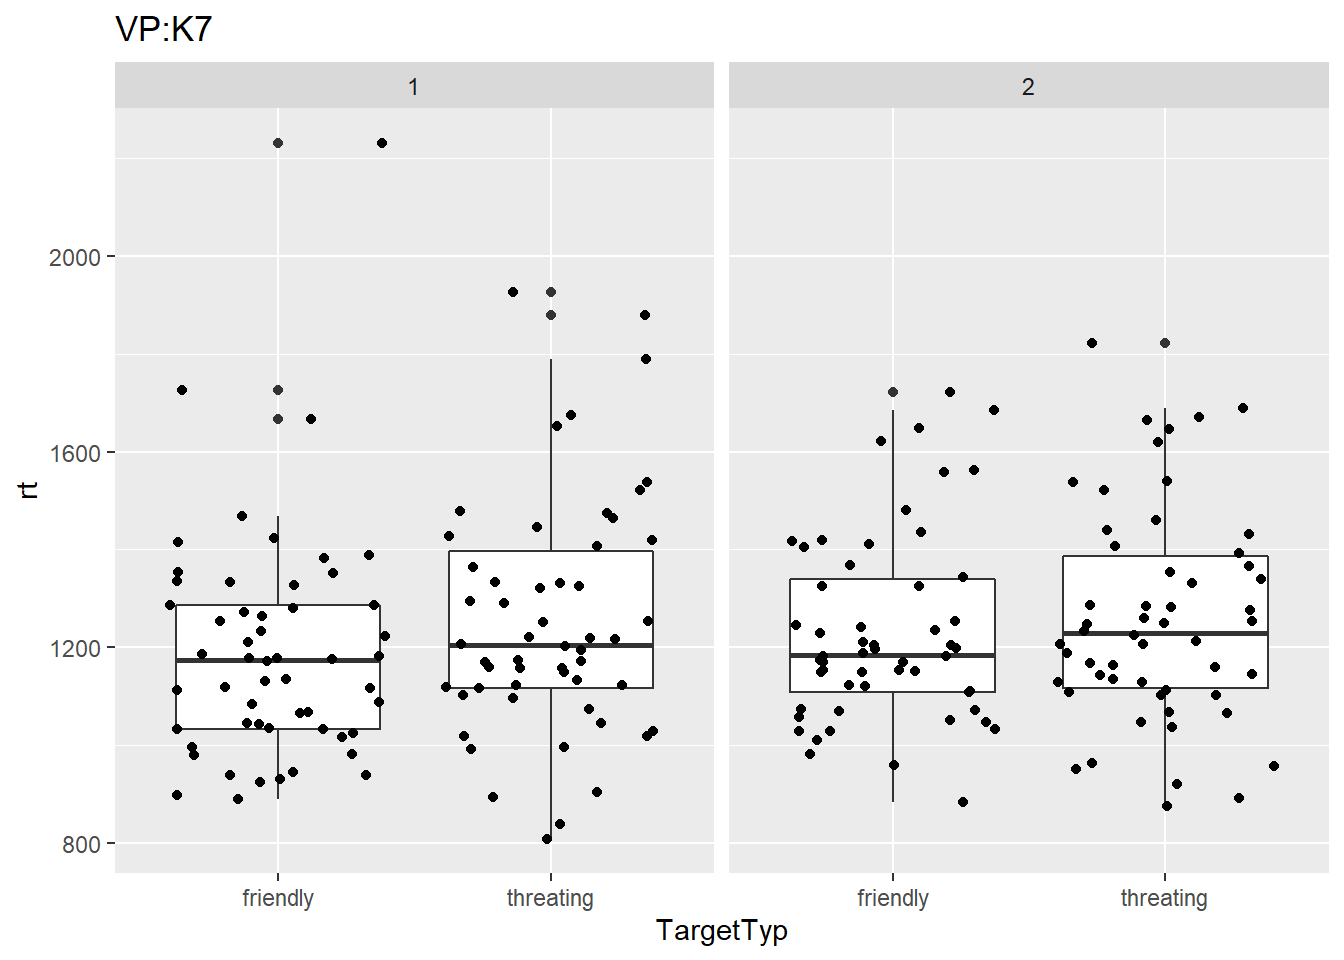 VP:K7
1
2
2000
1600
1200
800
rt
friendly
threating
friendly
threating
TargetTyp